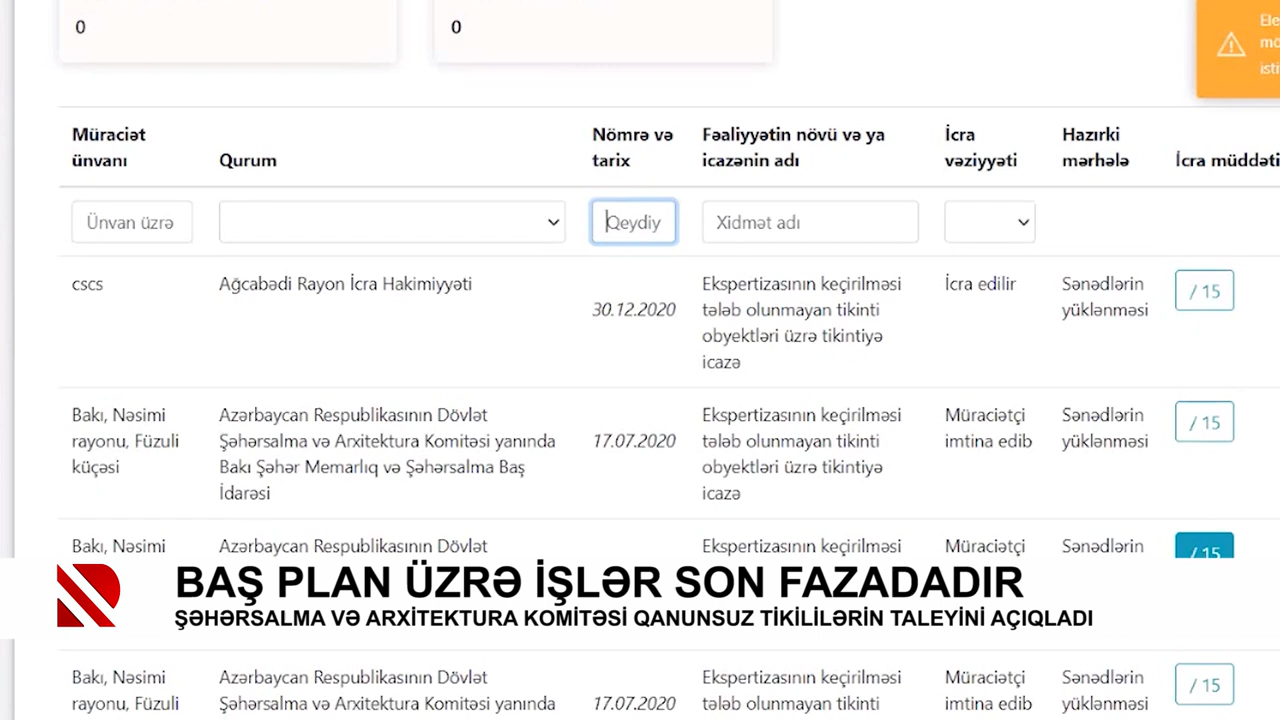 0
0
Ele
mö
isti
Müraciət
ünvanı
Qurum
Nömrə və
tarix
Fəaliyyətin növü və ya
icazənin adı
İcra
vəziyyəti
Hazırki
mərhələ
İcra müddəti
Ünvan üzrə
Qeydiy
Xidmət adı
cscs
Ağcabədi Rayon İcra Hakimiyyəti
30.12.2020
Ekspertizasının keçirilməsi
tələb olunmayan tikinti
obyektləri üzrə tikintiyə
icazə
İcra edilir
Sənədlərin
yüklənməsi
/ 15
Bakı, Nəsimi
rayonu, Füzuli
küçəsi
Azərbaycan Respublikasının Dövlət
Şəhərsalma və Arxitektura Komitəsi yanında
Bakı Şəhər Memarlıq və Şəhərsalma Baş
İdarəsi
17.07.2020
Ekspertizasının keçirilməsi
tələb olunmayan tikinti
obyektləri üzrə tikintiyə
icazə
Müraciətçi
imtina edib
Sənədlərin
yüklənməsi
/ 15
Bakı, Nəsimi
Azərbaycan Respublikasının Dövlət
Ekspertizasının keçirilməsi
Müraciətçi
Sənədlərin
/ 15
BAŞ PLAN ÜZRƏ İŞLƏR SON FAZADADIR
ŞƏHƏRSALMA VƏ ARXİTEKTURA KOMİTƏSİ QANUNSUZ TİKİLİLƏRİN TALEYİNİ AÇIQLADI
Bakı, Nəsimi
rayonu, Füzuli
Azərbaycan Respublikasının Dövlət
Şəhərsalma və Arxitektura Komitəsi yanında
17.07.2020
Ekspertizasının keçirilməsi
tələb olunmayan tikinti
Müraciətçi
imtina edib
Sənədlərin
yüklənməsi
/ 15